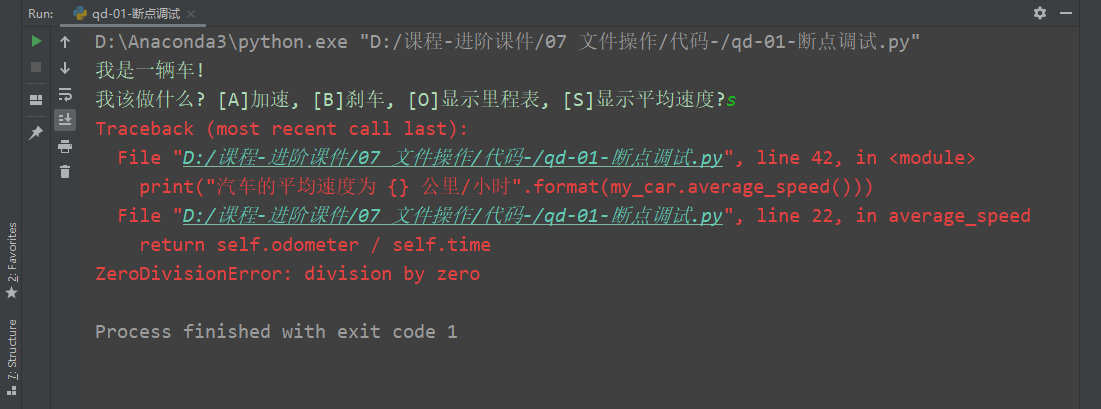 Run: qd-01-断点调试
D:\Anaconda3\python.exe "D:/课程-进阶课件/07 文件操作/代码-/qd-01-断点调试.py"
我是一辆车!
我该做什么? [A]加速, [B]刹车, [O]显示里程表, [S]显示平均速度?s
Traceback (most recent call last):
  File "D:/课程-进阶课件/07 文件操作/代码-/qd-01-断点调试.py", line 42, in <module>
    print("汽车的平均速度为 {} 公里/小时".format(my_car.average_speed()))
  File "D:/课程-进阶课件/07 文件操作/代码-/qd-01-断点调试.py", line 22, in average_speed
    return self.odometer / self.time
ZeroDivisionError: division by zero
Process finished with exit code 1
2: Favorites
7: Structure